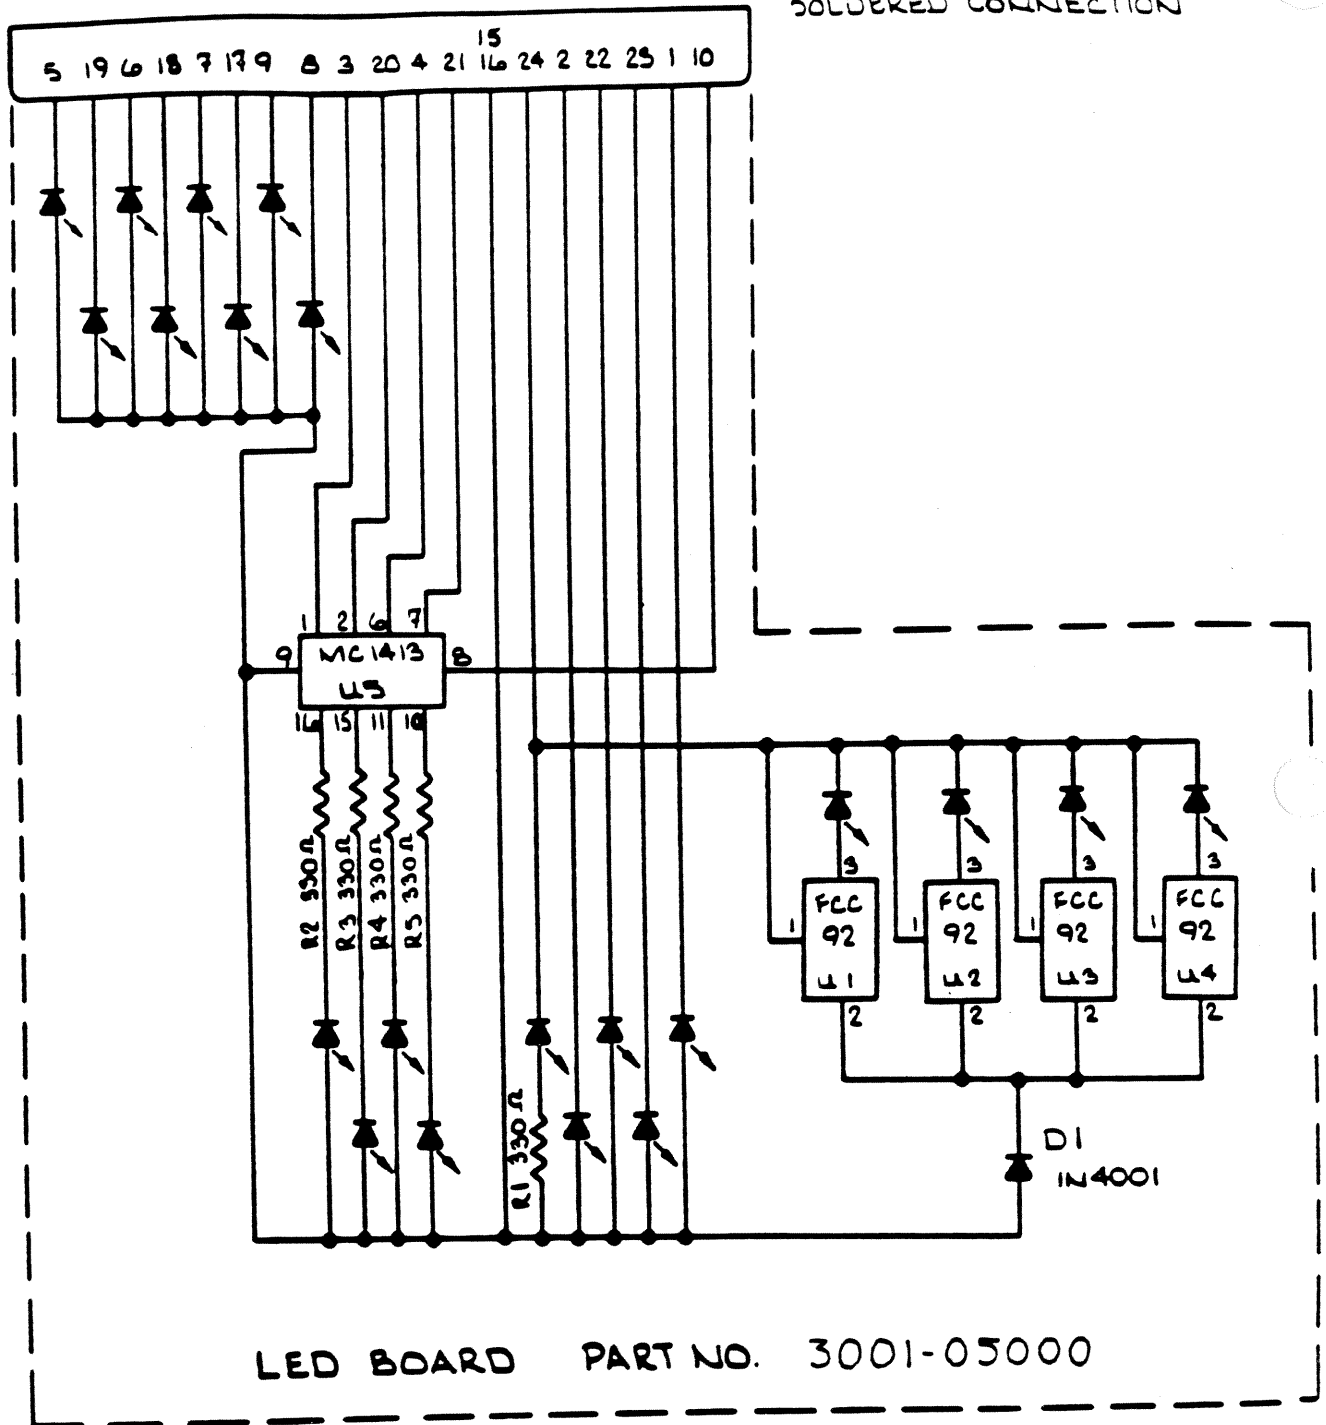 SOLDERED CONNECTION
15
5 19 6 18 7 17 9 8 3 20 4 21 16 24 2 22 23 1 10
1 2 6 7
9 MC1413 8
U5
16 15 11 10
R2 330Ω
R3 330Ω
R4 330Ω
R5 330Ω
3 3 3 3
FCC FCC FCC FCC
1 92 1 92 1 92 1 92
U1 U2 U3 U4
2 2 2 2
R1 330Ω
D1
1N4001
LED BOARD PART NO. 3001-05000